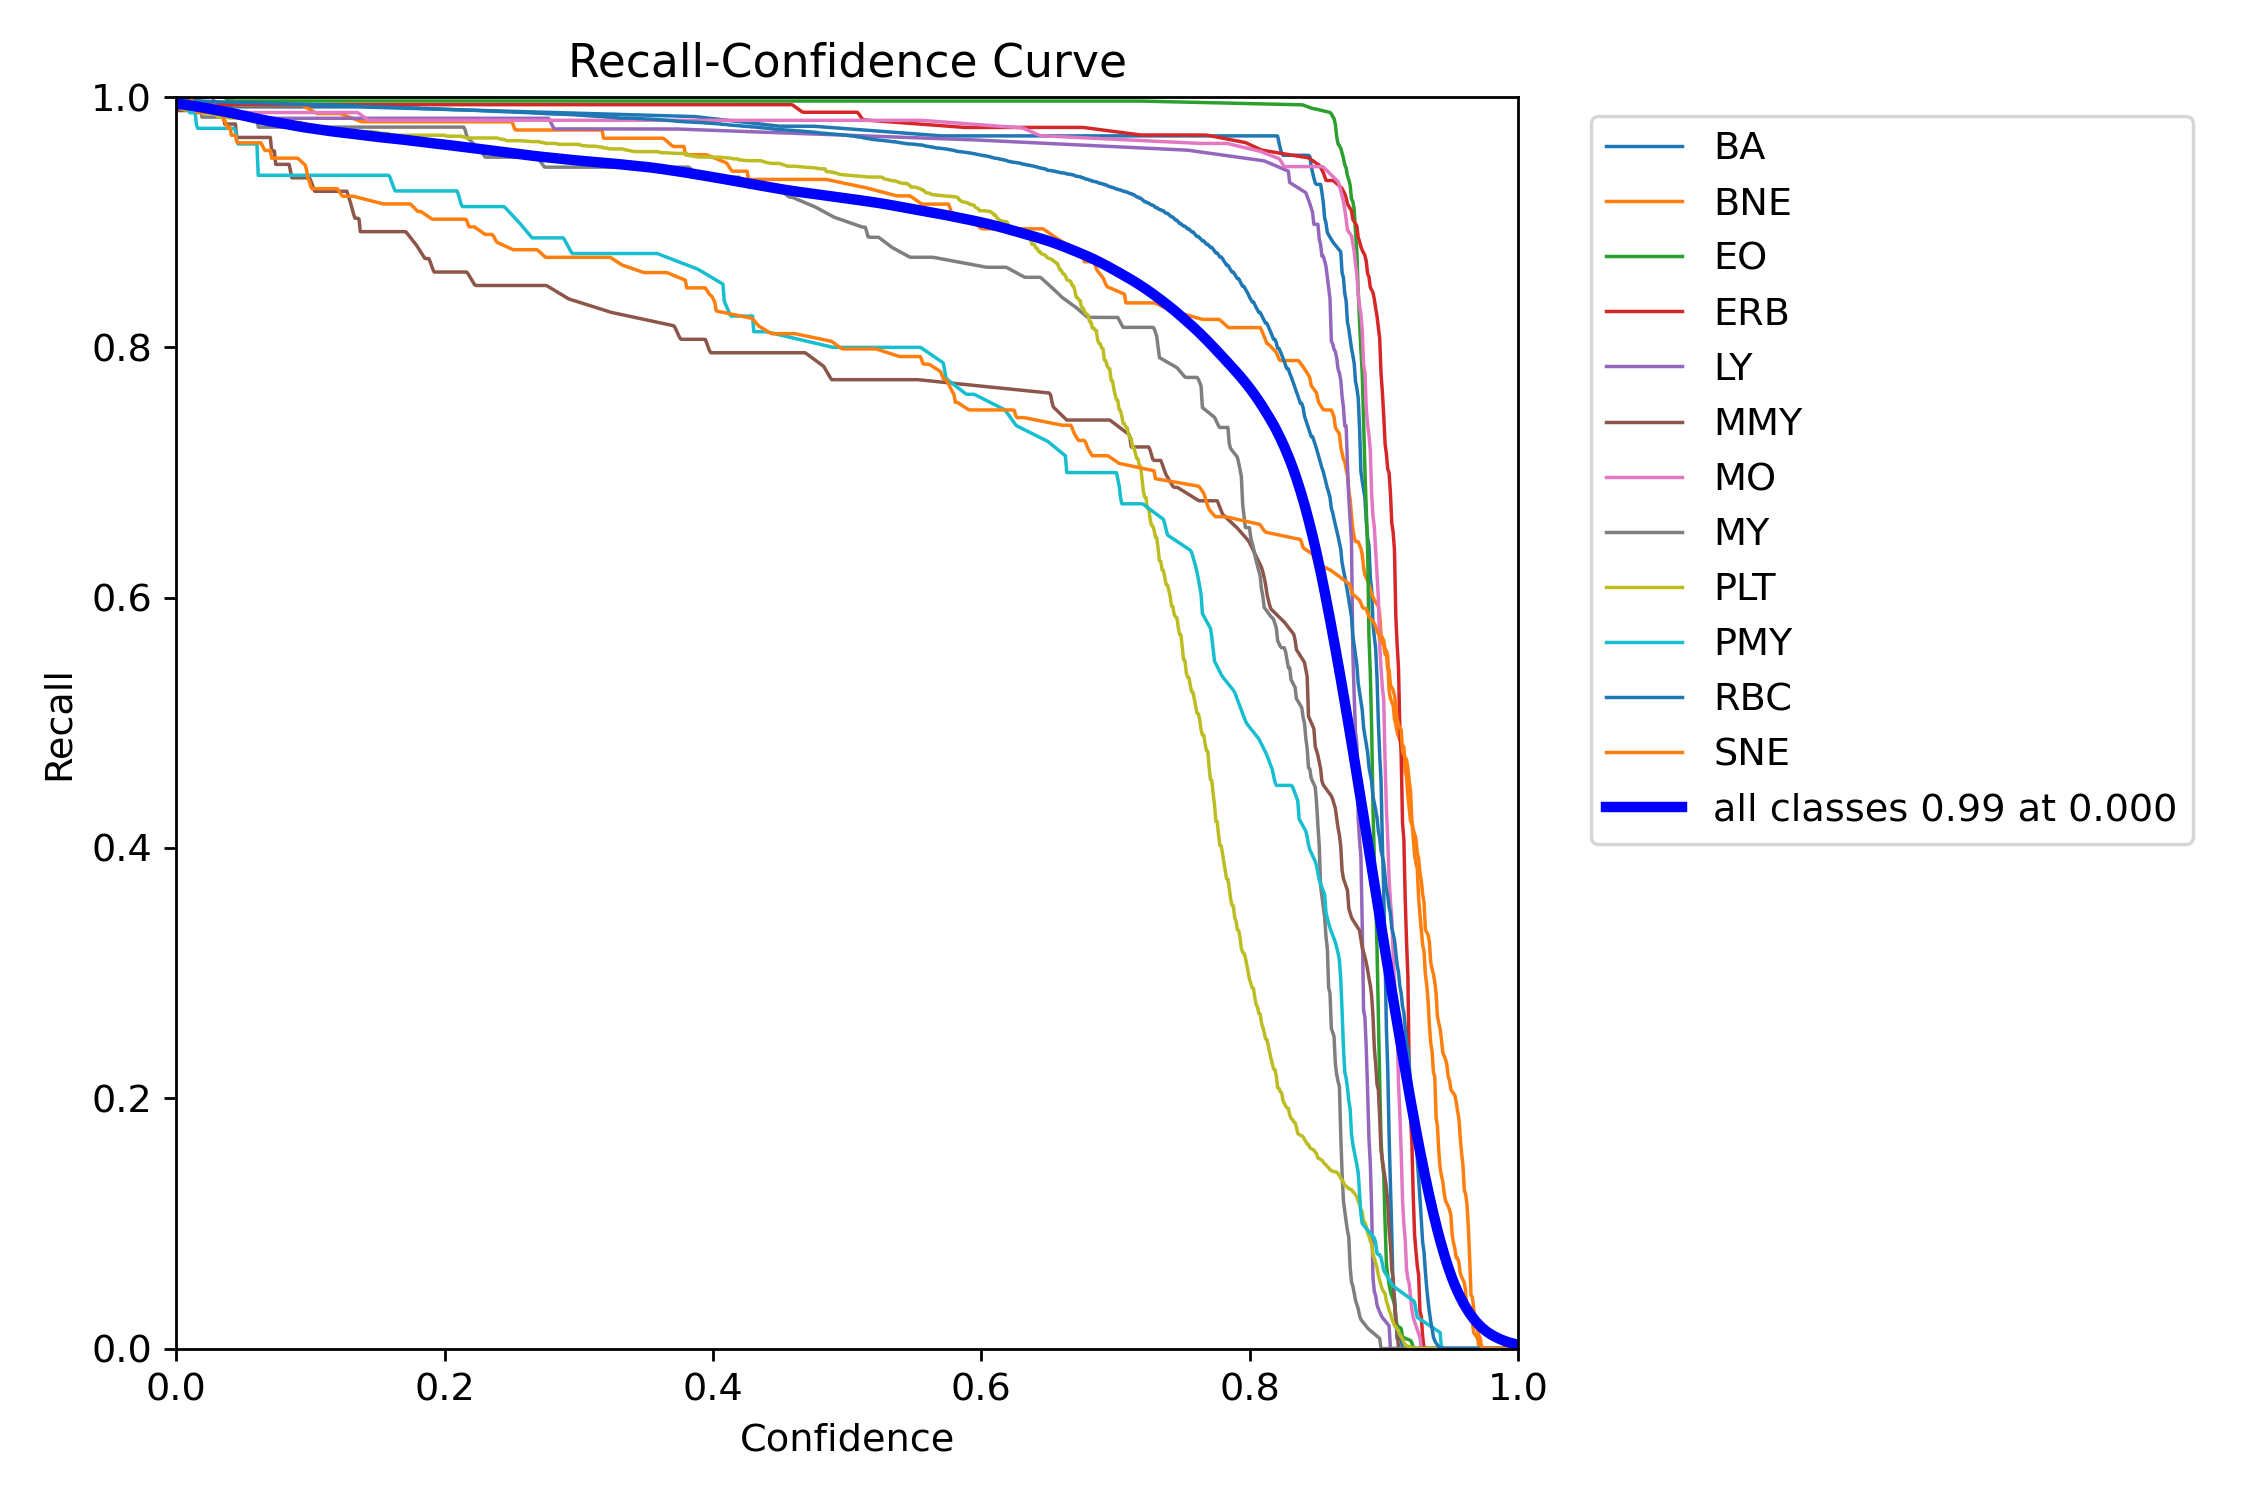 Recall-Confidence Curve
1.0
0.8
0.6
0.4
0.2
0.0
Recall
0.0 0.2 0.4 0.6 0.8 1.0
Confidence
BA
BNE
EO
ERB
LY
MMY
MO
MY
PLT
PMY
RBC
SNE
all classes 0.99 at 0.000